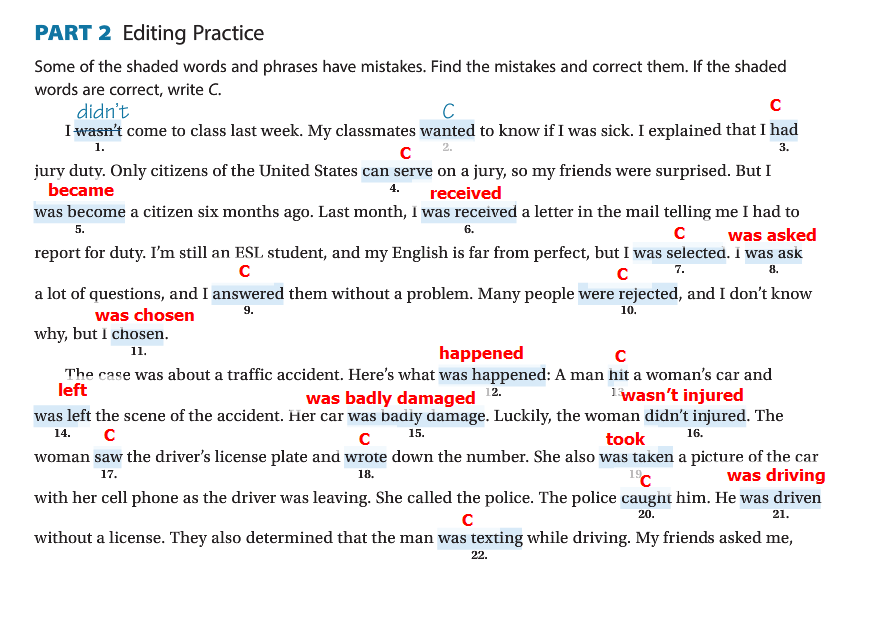 PART 2 Editing Practice
Some of the shaded words and phrases have mistakes. Find the mistakes and correct them. If the shaded
words are correct, write C.
didn't C C
I wasn't come to class last week. My classmates wanted to know if I was sick. I explained that I had
1. 2. 3.
C
jury duty. Only citizens of the United States can serve on a jury, so my friends were surprised. But I
4.
became received
was become a citizen six months ago. Last month, I was received a letter in the mail telling me I had to
5. 6.
C was asked
report for duty. I'm still an ESL student, and my English is far from perfect, but I was selected. I was ask
7. 8.
C C
a lot of questions, and I answered them without a problem. Many people were rejected, and I don't know
9. 10.
was chosen
why, but I chosen.
11.
happened C
The case was about a traffic accident. Here's what was happened: A man hit a woman's car and
12. 13
left was badly damaged wasn't injured
was left the scene of the accident. Her car was badly damage. Luckily, the woman didn't injured. The
14. 15. 16.
C C took
woman saw the driver's license plate and wrote down the number. She also was taken a picture of the car
17. 18. 19
C was driving
with her cell phone as the driver was leaving. She called the police. The police caught him. He was driven
20. 21.
C
without a license. They also determined that the man was texting while driving. My friends asked me,
22.